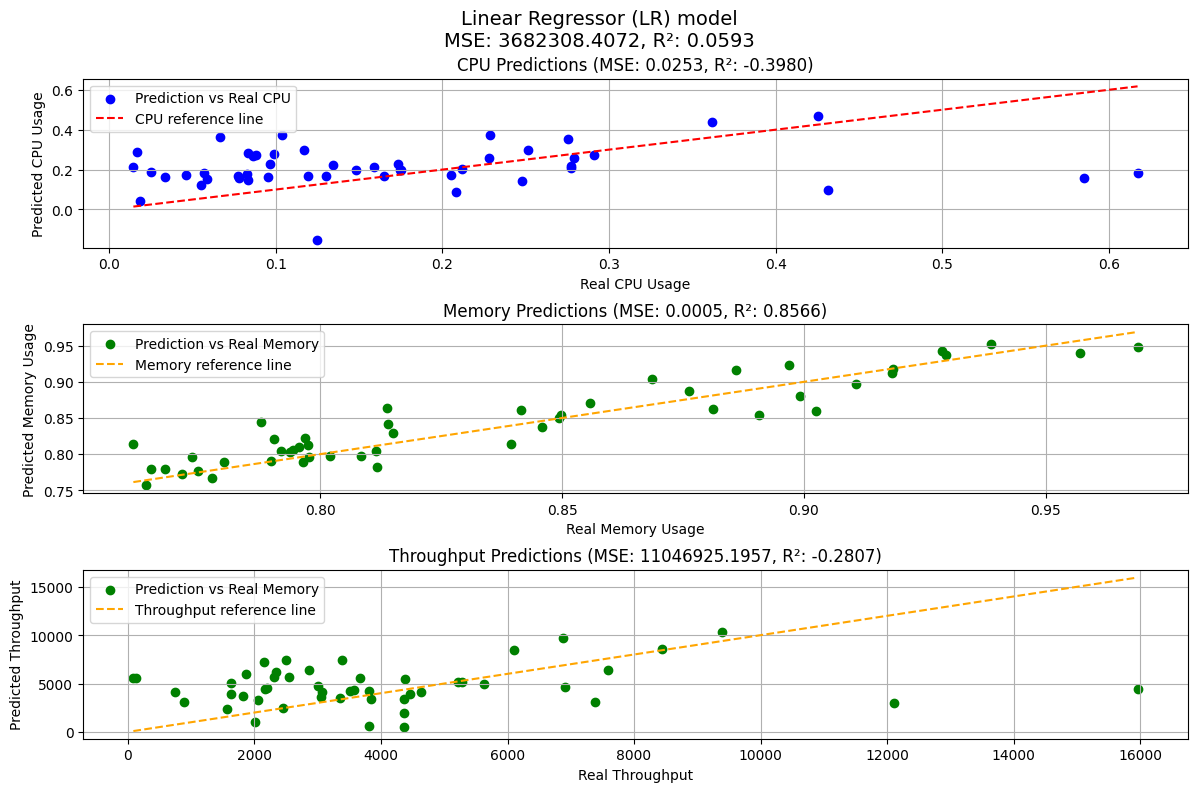 Linear Regressor (LR) model
MSE: 3682308.4072, R²: 0.0593
CPU Predictions (MSE: 0.0253, R²: -0.3980)
Predicted CPU Usage
0.6
0.4
0.2
0.0
Prediction vs Real CPU
CPU reference line
0.0 0.1 0.2 0.3 0.4 0.5 0.6
Real CPU Usage
Memory Predictions (MSE: 0.0005, R²: 0.8566)
Predicted Memory Usage
0.95
0.90
0.85
0.80
0.75
Prediction vs Real Memory
Memory reference line
0.80 0.85 0.90 0.95
Real Memory Usage
Throughput Predictions (MSE: 11046925.1957, R²: -0.2807)
Predicted Throughput
15000
10000
5000
0
Prediction vs Real Memory
Throughput reference line
0 2000 4000 6000 8000 10000 12000 14000 16000
Real Throughput